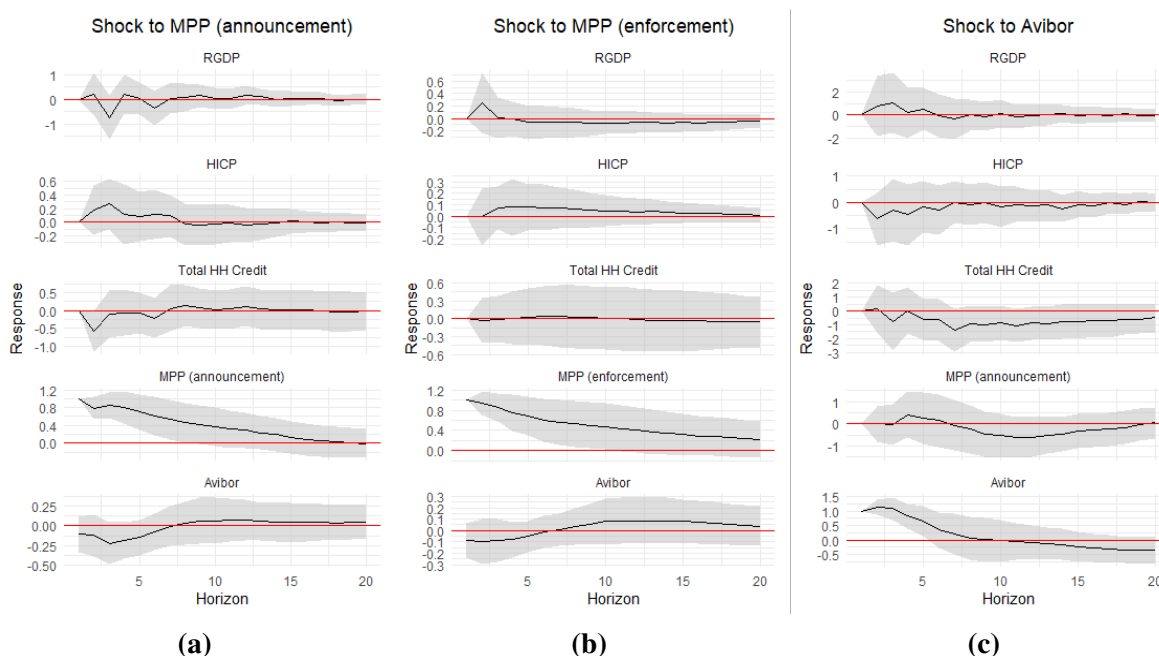 Shock to MPP (announcement)
RGDP
1
0
-1
HICP
0.6
0.4
0.2
0.0
-0.2
Total HH Credit
0.5
0.0
-0.5
-1.0
MPP (announcement)
1.2
0.8
0.4
0.0
Avibor
0.25
0.00
-0.25
-0.50
5 10 15 20
Horizon
Response
(a)
Shock to MPP (enforcement)
RGDP
0.6
0.4
0.3
0.2
0.0
-0.2
HICP
0.3
0.2
0.1
0.0
-0.1
-0.2
Total HH Credit
0.6
0.3
0.0
-0.3
-0.6
MPP (enforcement)
1.2
0.8
0.4
0.0
Avibor
0.3
0.2
0.1
0.0
-0.1
-0.2
-0.3
5 10 15 20
Horizon
Response
(b)
Shock to Avibor
RGDP
2
0
-2
HICP
1
0
-1
Total HH Credit
2
1
0
-1
-2
-3
MPP (announcement)
1
0
-1
Avibor
1.5
1.0
0.5
0.0
-0.5
5 10 15 20
Horizon
Response
(c)